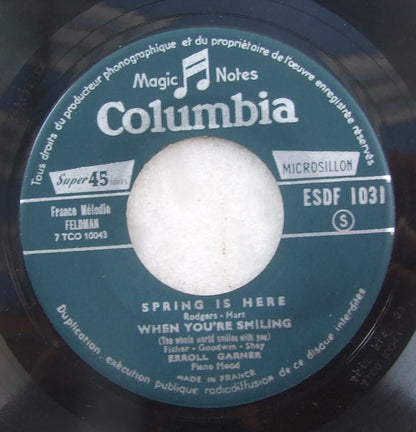 Tous droits du producteur phonographique et du propriétaire de l'œuvre enregistrée réservés
Magic Notes
Columbia
Super 45 tours
MICROSILLON
France Mélodie
FELDMAN
7 TCO 10043
ESDF 1031
S
SPRING IS HERE
Rodgers - Hart
WHEN YOU'RE SMILING
(The whole world smiles with you)
Fisher - Goodwin - Shay
ERROLL GARNER
Piano Mood
MADE IN FRANCE
Duplication, exécution publique radiodiffusion de ce disque interdites.